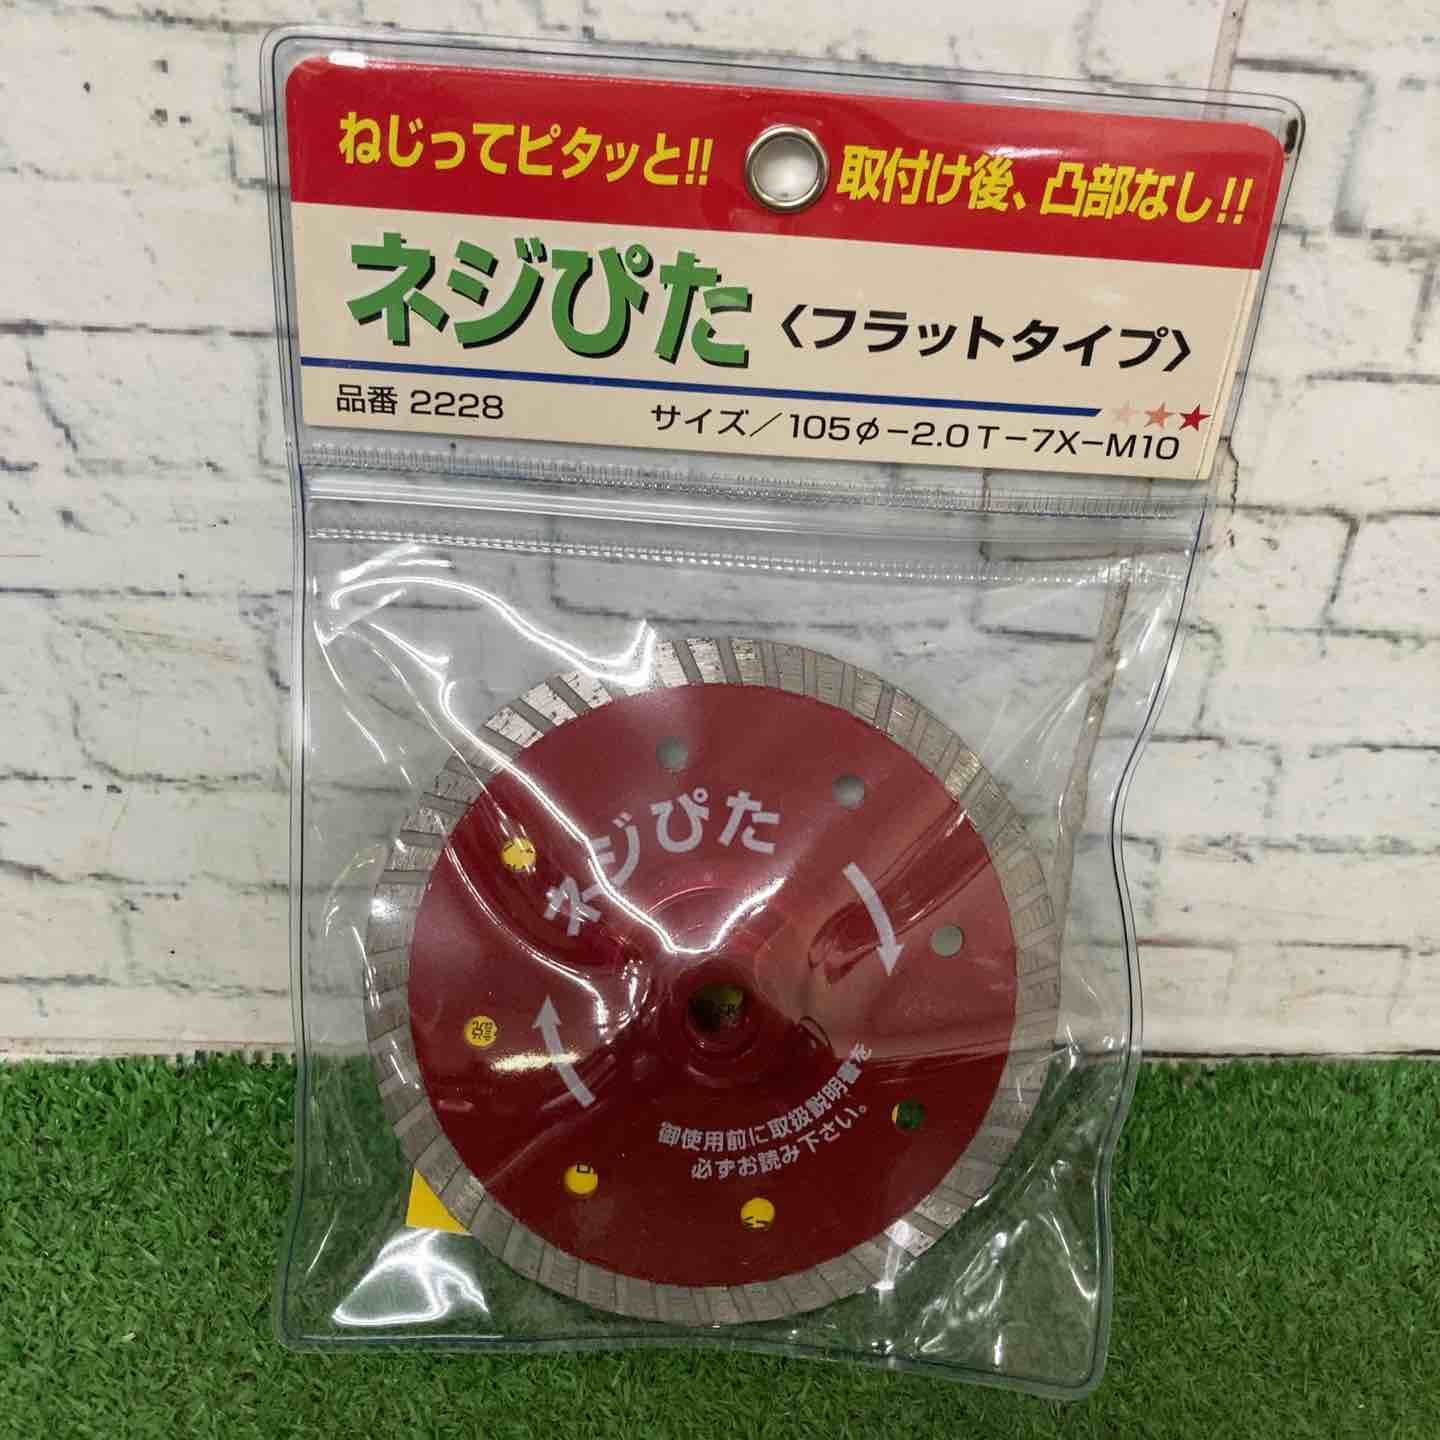 ねじってピタッと!!
取付け後、凸部なし!!
ネジぴた〈フラットタイプ〉
品番 2228
サイズ／105φ−2.0T−7X−M10
ネジぴた
御使用前に取扱説明書を
必ずお読み下さい。